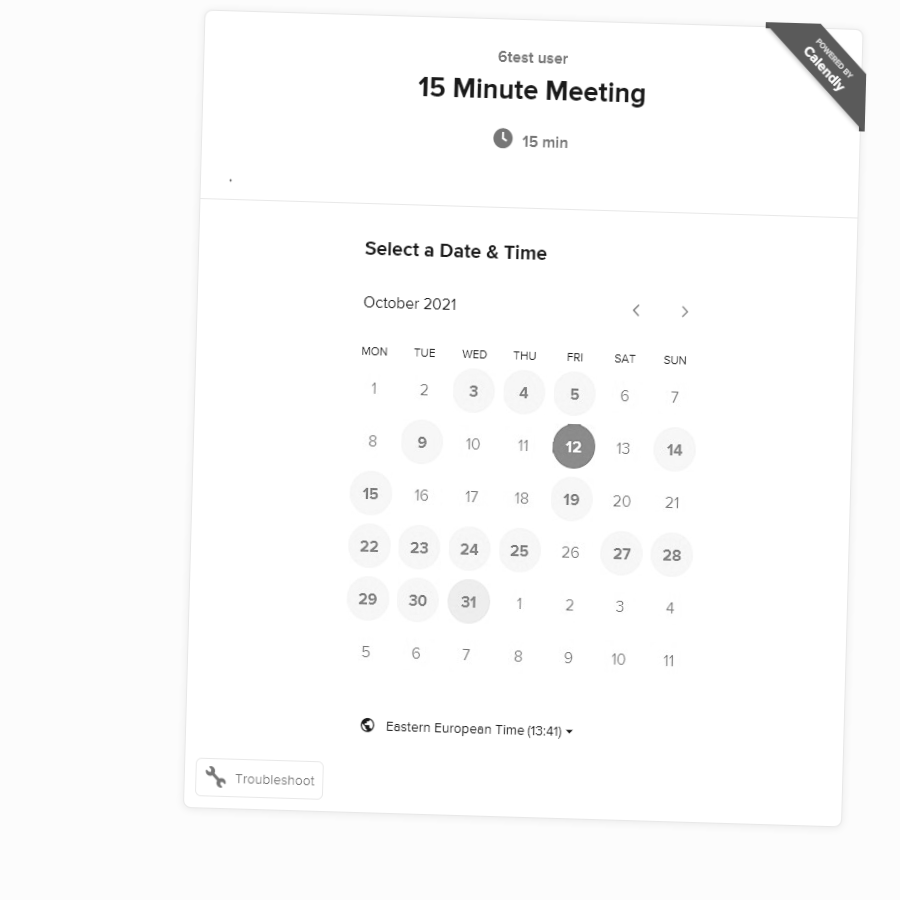 6test user
15 Minute Meeting
15 min
POWERED BY
Calendly
.
Select a Date & Time
October 2021
MON TUE WED THU FRI SAT SUN
1 2 3 4 5 6 7
8 9 10 11 12 13 14
15 16 17 18 19 20 21
22 23 24 25 26 27 28
29 30 31 1 2 3 4
5 6 7 8 9 10 11
Eastern European Time (13:41)
Troubleshoot